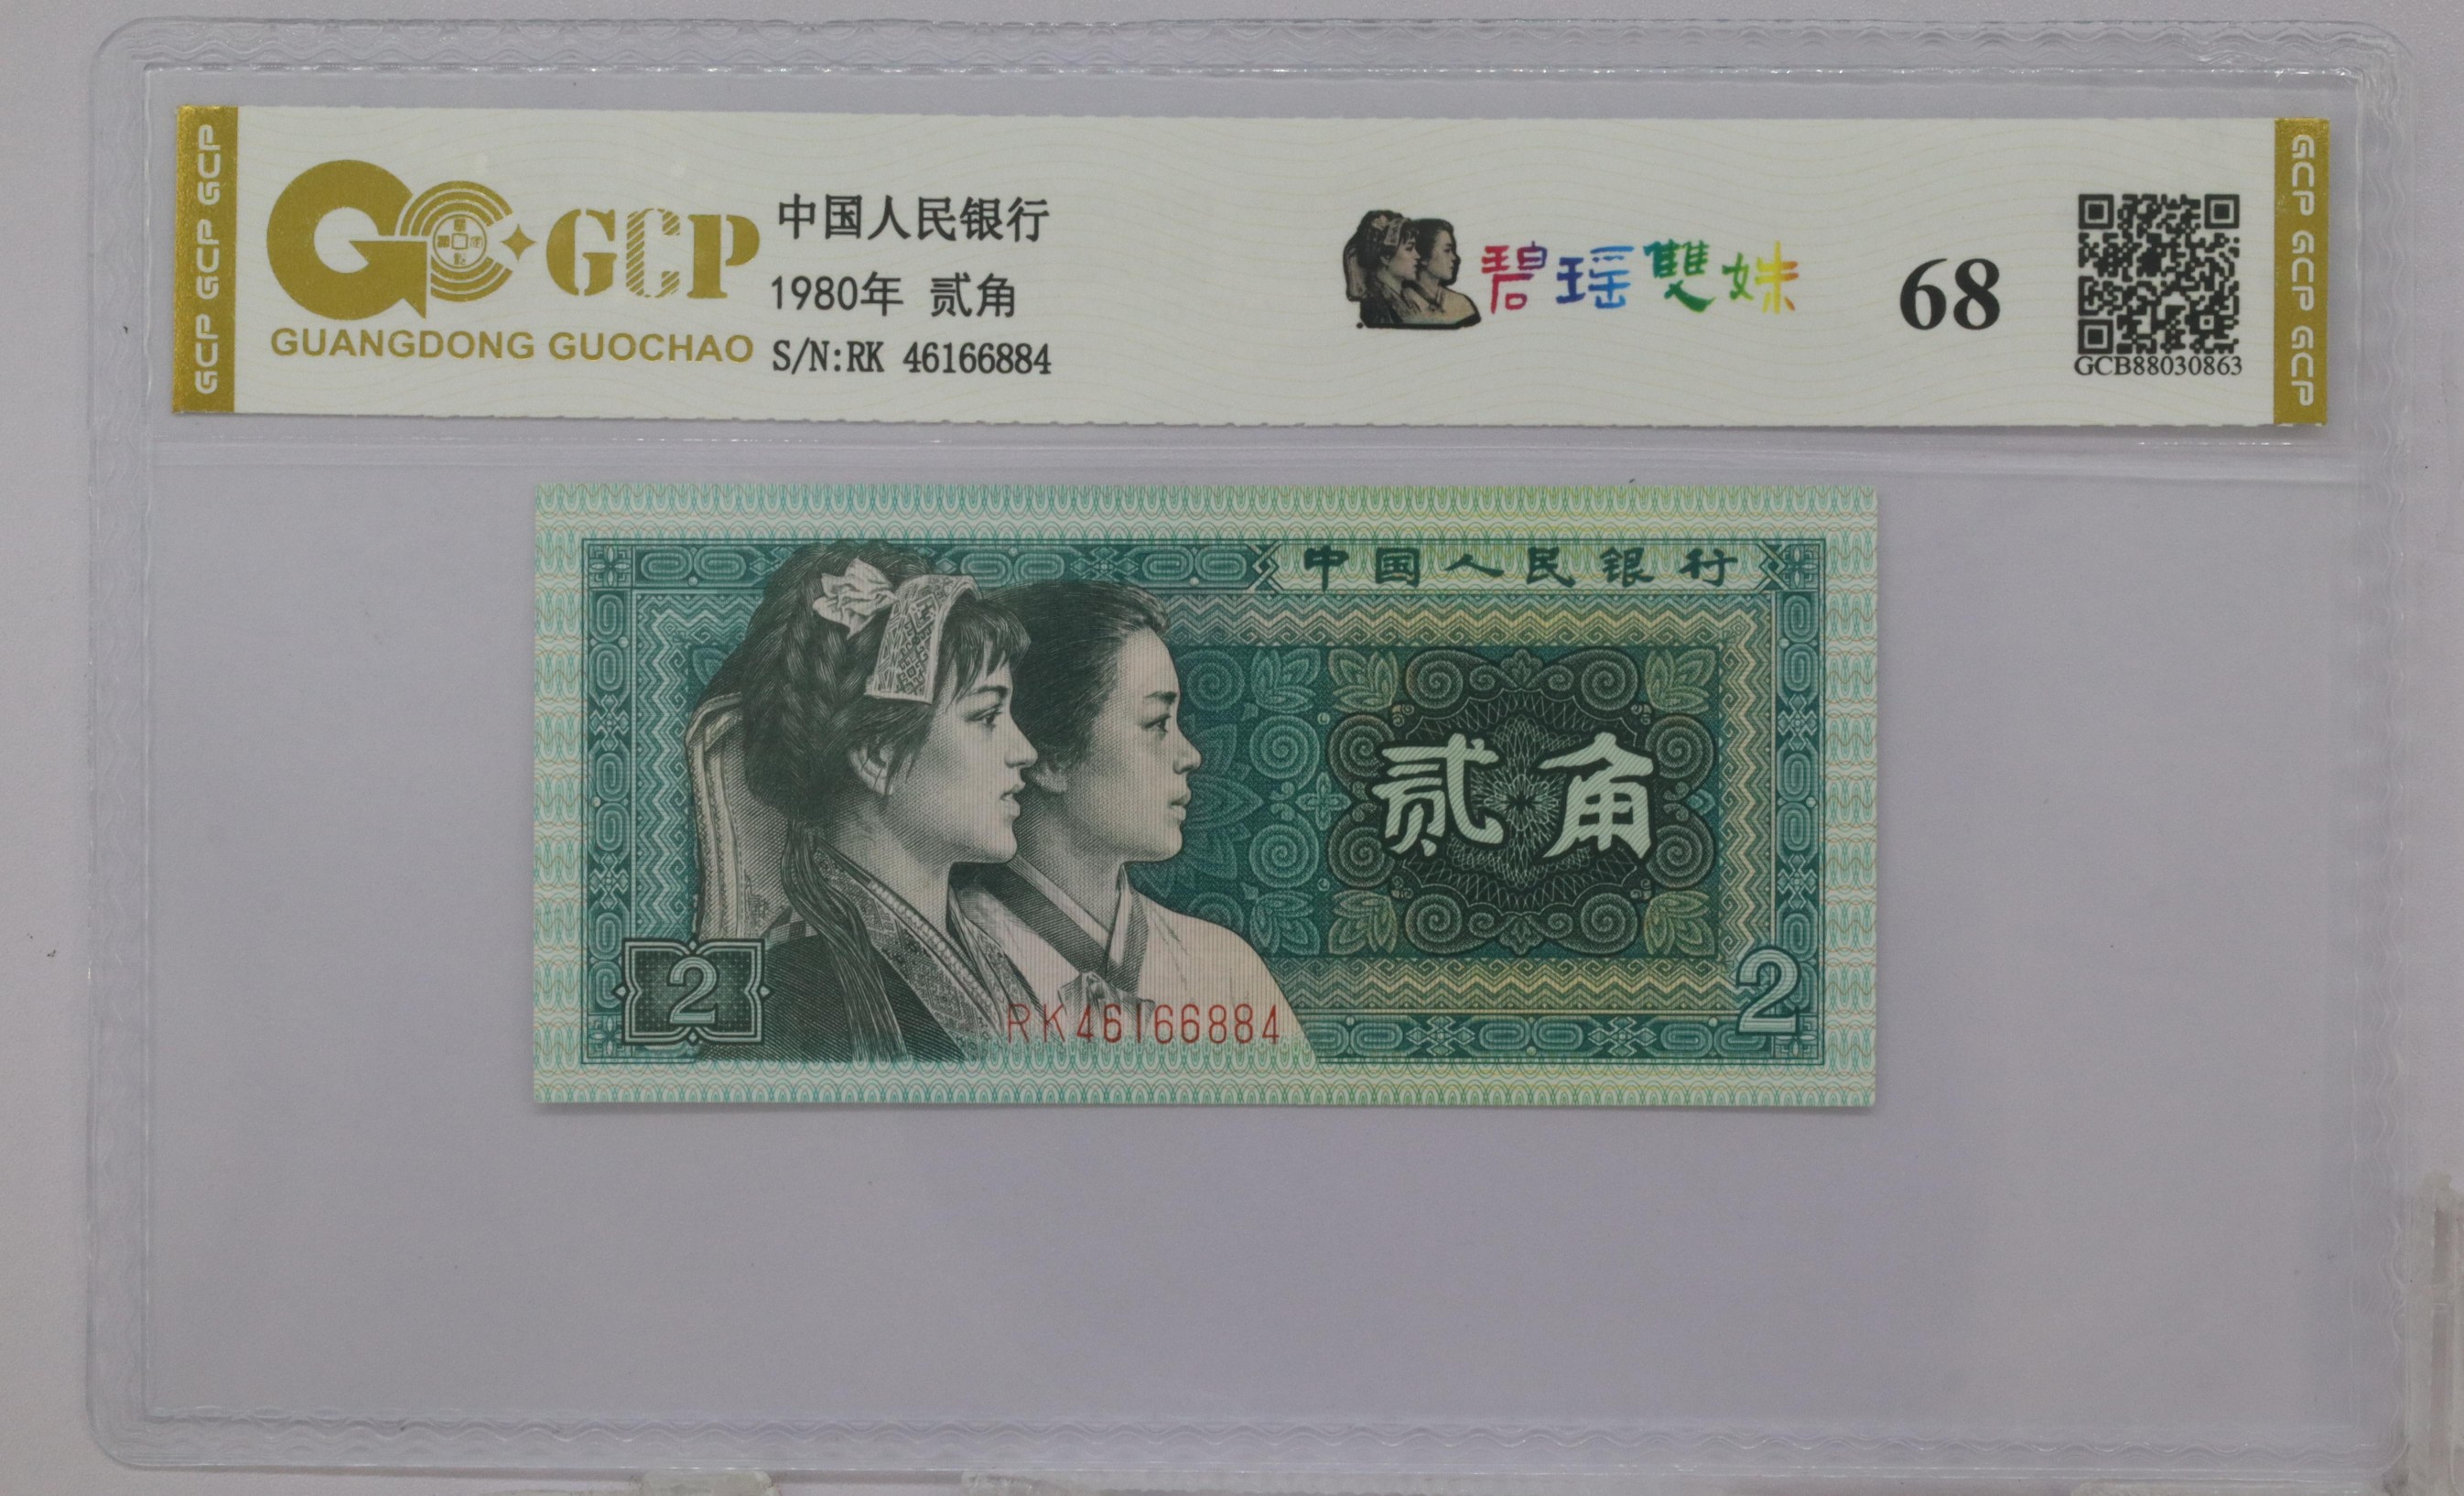 GCP GCP GCP
GCP
GUANGDONG GUOCHAO
中国人民银行
1980年 贰角
S/N:RK 46166884
碧瑶雙姝
68
GCB88030863
GCP GCP GCP
中国人民银行
贰角
2
RK46166884
2